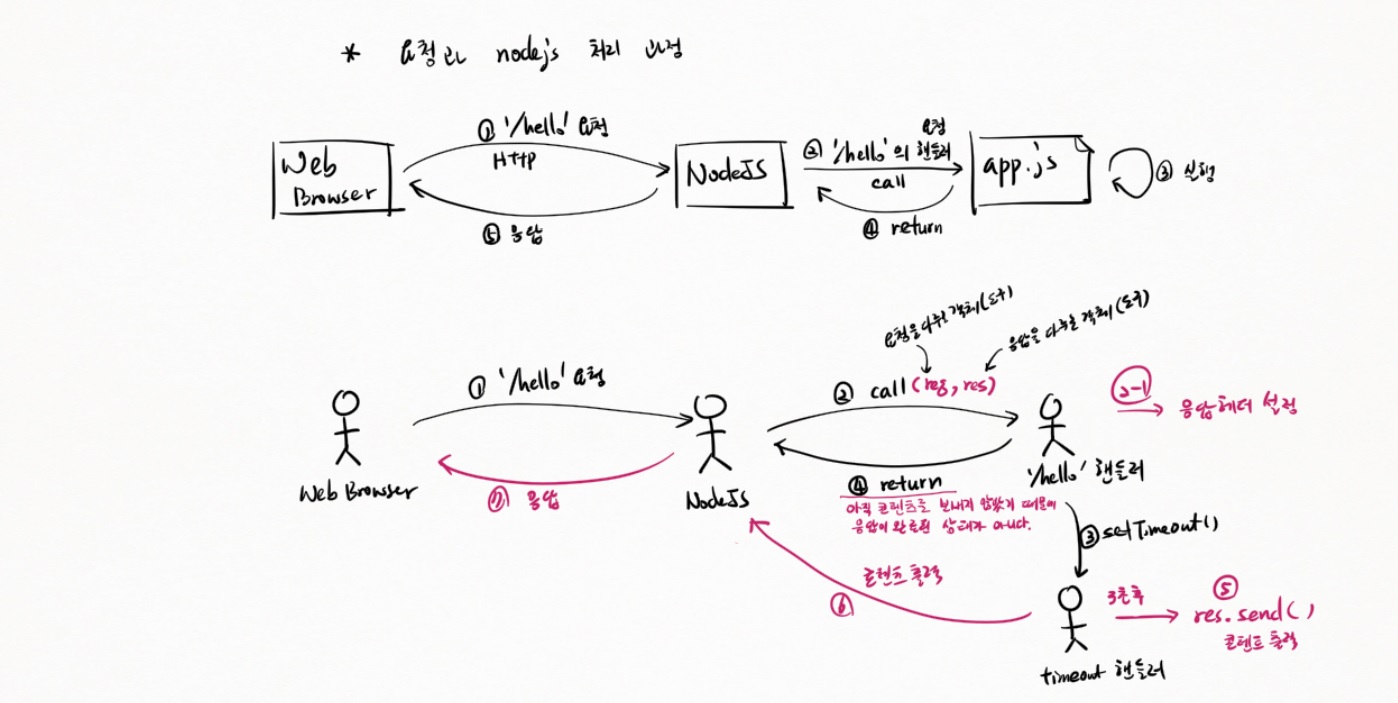 * 요청과 nodejs 처리 과정
① '/hello' 요청
HTTP
Web
Browser
NodeJS
⑤ 응답
요청
② '/hello'의 핸들러
call
④ return
app.js
③ 실행
요청을 다루는 객체(도구)
응답을 다루는 객체(도구)
① '/hello' 요청
② call(req, res)
2-1
응답헤더 설정
Web Browser
⑦ 응답
NodeJS
④ return
아직 콘텐츠를 보내지 않았기 때문에
응답이 완료된 상태가 아니다.
'/hello' 핸들러
③ setTimeout()
콘텐츠 출력
⑥
3초 후
⑤
res.send()
콘텐트 출력
timeout 핸들러